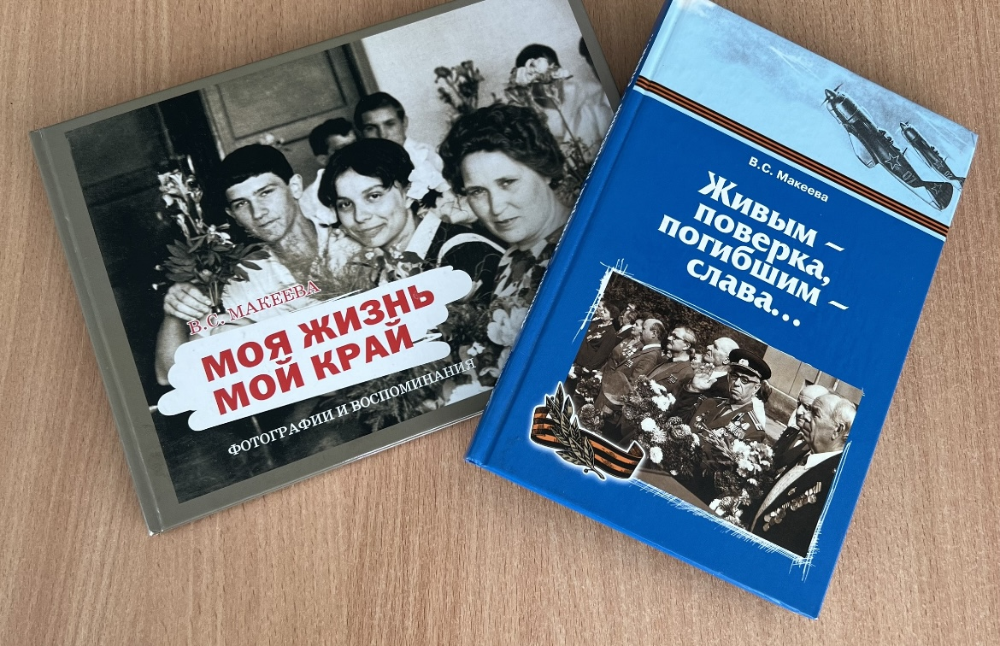 В.С. МАКЕЕВА
МОЯ ЖИЗНЬ
МОЙ КРАЙ
ФОТОГРАФИИ И ВОСПОМИНАНИЯ
В.С. Макеева
Живым –
поверка,
погибшим –
слава...